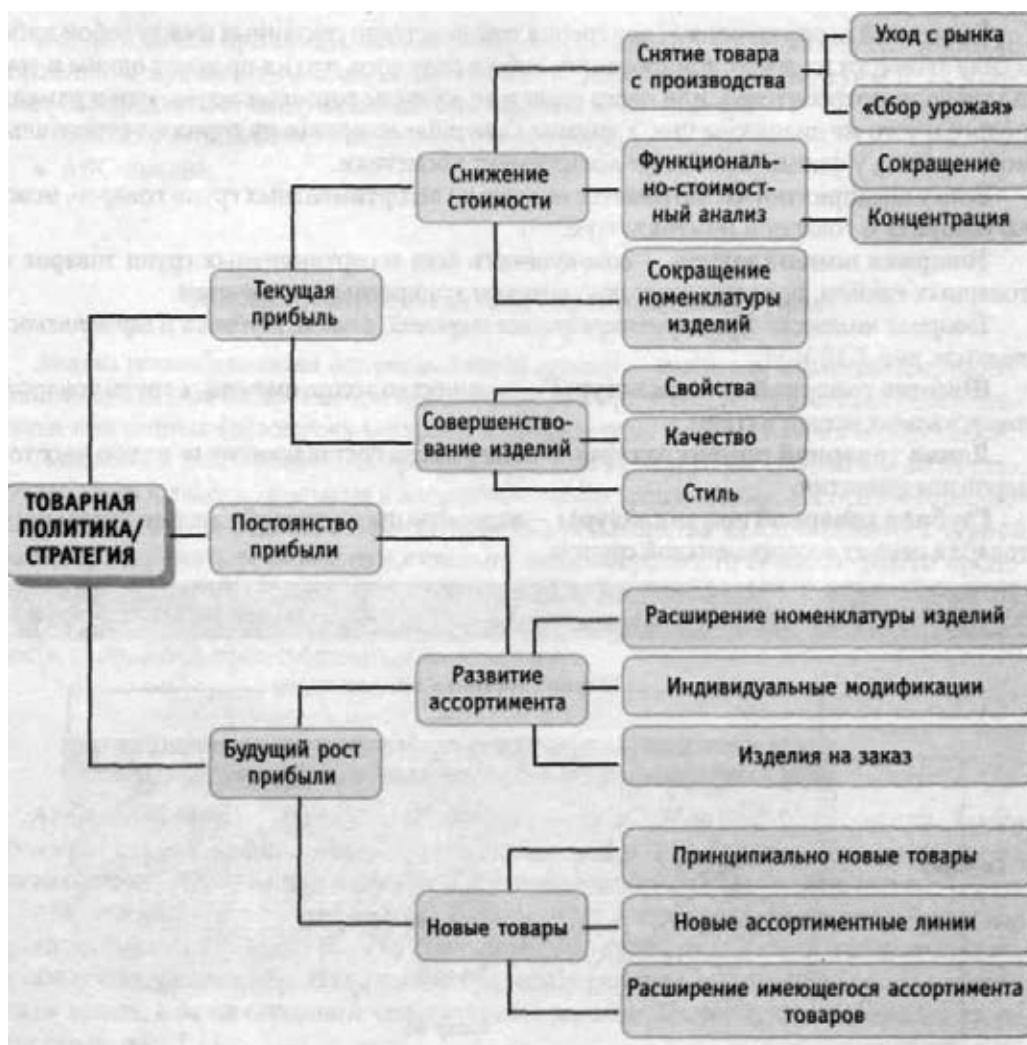 ТОВАРНАЯ
ПОЛИТИКА/
СТРАТЕГИЯ
Текущая
прибыль
Постоянство
прибыли
Будущий рост
прибыли
Снижение
стоимости
Совершенство-
вание изделий
Развитие
ассортимента
Новые товары
Снятие товара
с производства
Функциональ-
но-стоимост-
ный анализ
Сокращение
номенклатуры
изделий
Свойства
Качество
Стиль
Расширение номенклатуры изделий
Индивидуальные модификации
Изделия на заказ
Принципиально новые товары
Новые ассортиментные линии
Расширение имеющегося ассортимента
товаров
Уход с рынка
«Сбор урожая»
Сокращение
Концентрация